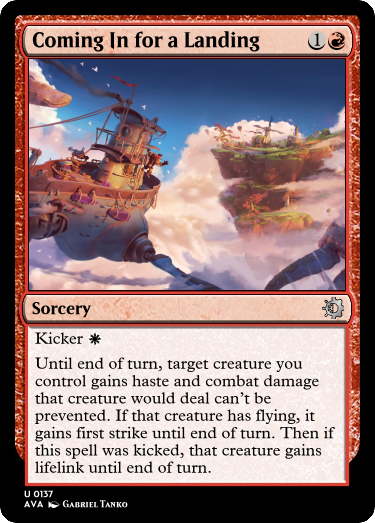 Coming In for a Landing 1
Sorcery
Kicker
Until end of turn, target creature you
control gains haste and combat damage
that creature would deal can't be
prevented. If that creature has flying, it
gains first strike until end of turn. Then if
this spell was kicked, that creature gains
lifelink until end of turn.
U 0137
AVA Gabriel Tanko